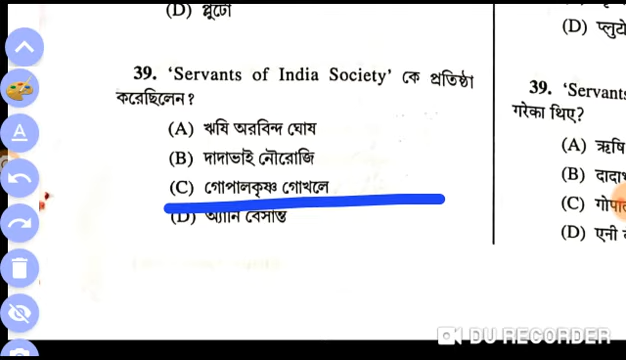 (D) প্লুটো
(D) प्लुटो
39. ‘Servants of India Society’ কে প্রতিষ্ঠা
করেছিলেন?
(A) ঋষি অরবিন্দ ঘোষ
(B) দাদাভাই নৌরোজি
(C) গোপালকৃষ্ণ গোখলে
(D) অ্যানি বেসান্ত
39. ‘Servants
गरेका थिए?
(A) ऋषि
(B) दादा
(C) गोपाल
(D) एनी
DU RECORDER